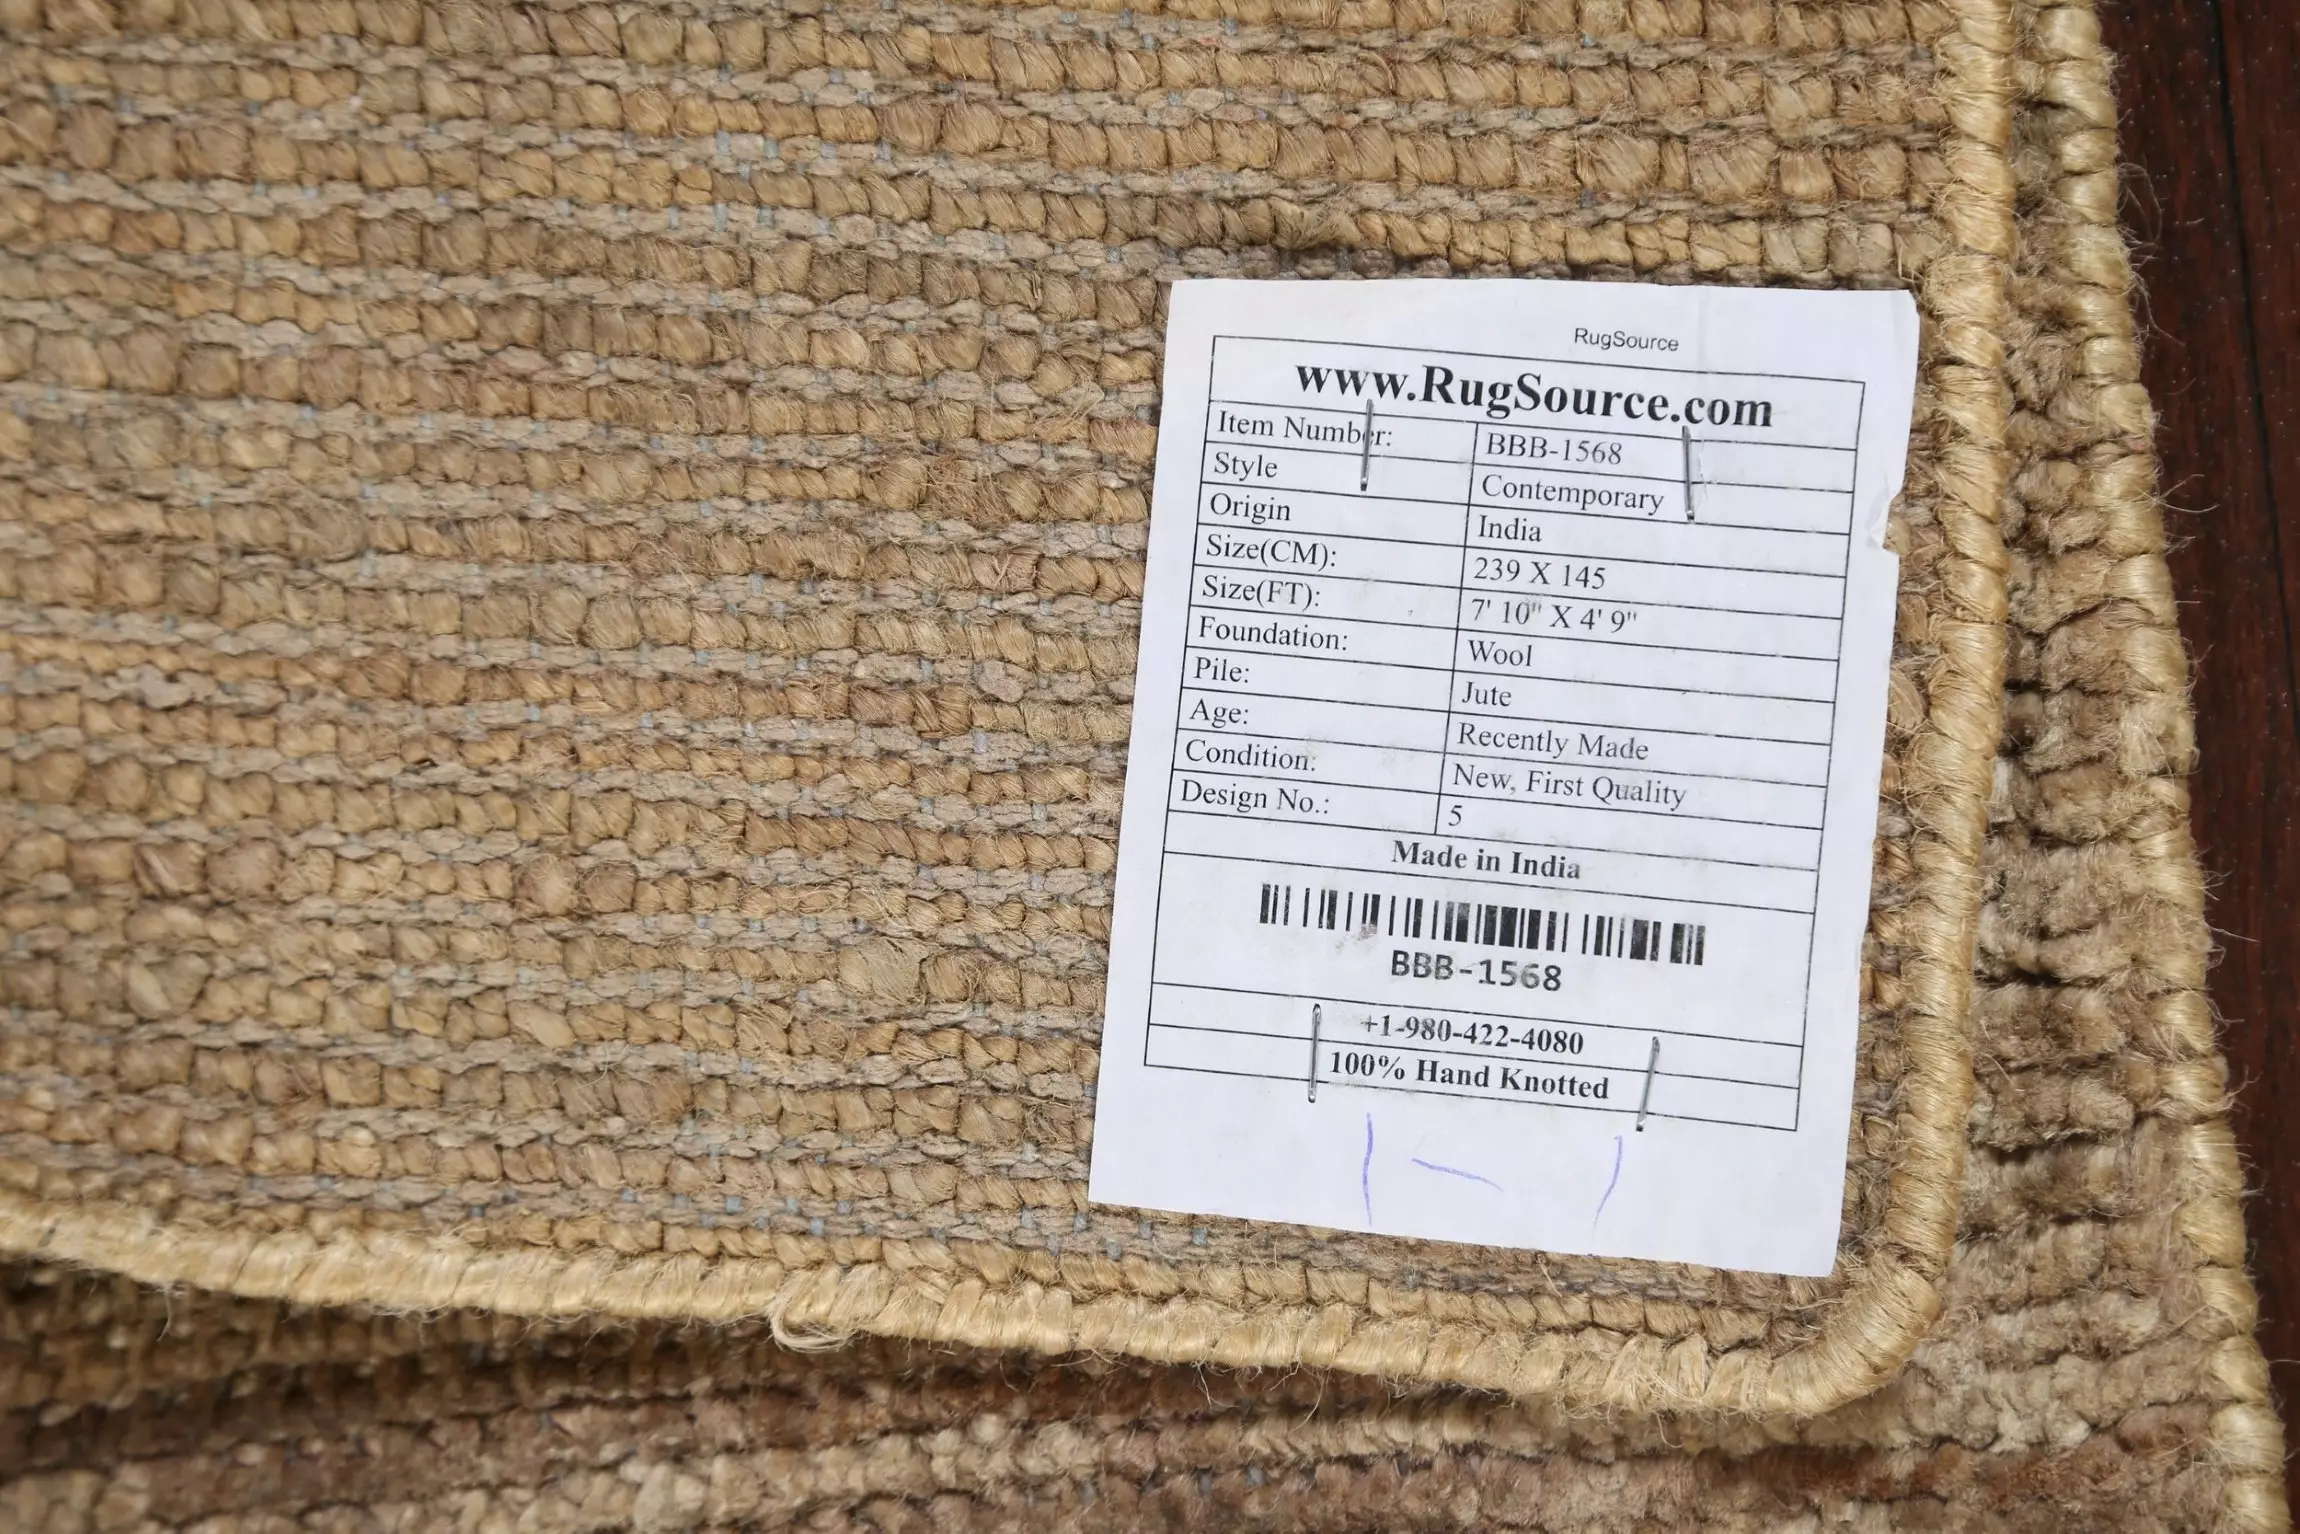 RugSource
www.RugSource.com
Item Number: BBB-1568
Style Contemporary
Origin India
Size(CM): 239 X 145
Size(FT): 7' 10" X 4' 9"
Foundation: Wool
Pile: Jute
Age: Recently Made
Condition: New, First Quality
Design No.: 5
Made in India
BBB-1568
+1-980-422-4080
100% Hand Knotted